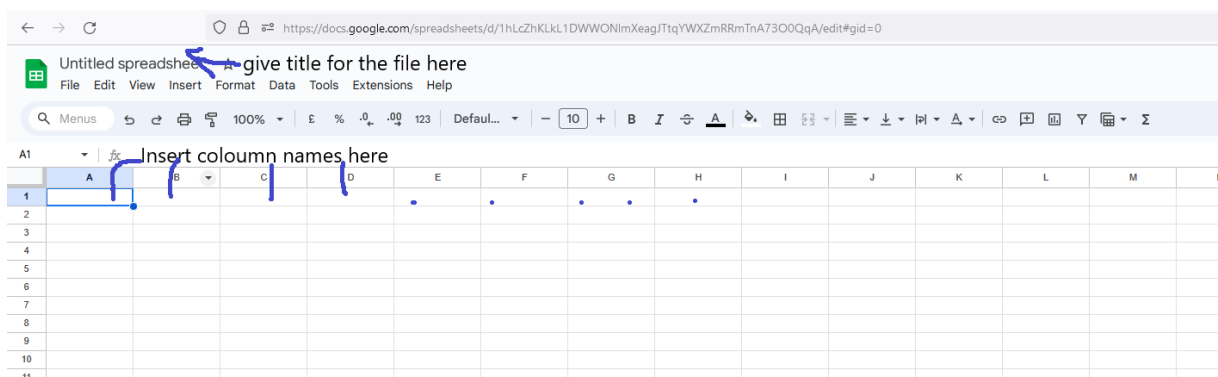 https://docs.google.com/spreadsheets/d/1hLcZhKLkL1DWWONlmXeagJTtqYWXZmRRmTnA73O0QqA/edit#gid=0
Untitled spreadshee give title for the file here
File Edit View Insert Format Data Tools Extensions Help
Menus 100% £ % .0 .00 123 Defaul... 10 B I A
A1 fx Insert coloumn names here
A B C D E F G H I J K L M
1
2
3
4
5
6
7
8
9
10